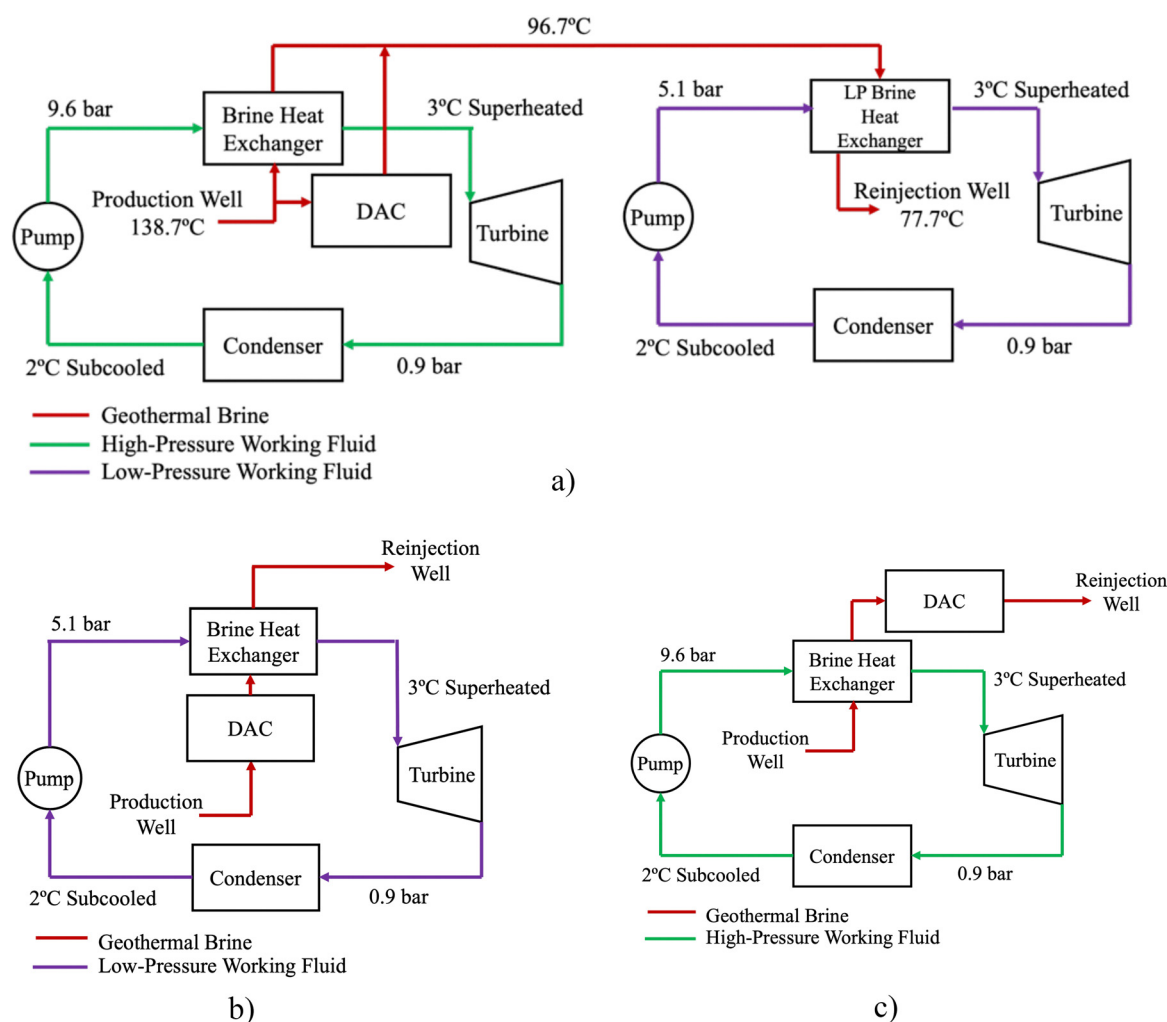 96.7ºC
9.6 bar
Brine Heat
Exchanger
3ºC Superheated
Production Well
138.7ºC
DAC
Pump
Turbine
Condenser
2ºC Subcooled
0.9 bar
5.1 bar
LP Brine
Heat
Exchanger
3ºC Superheated
Reinjection Well
77.7ºC
Pump
Turbine
Condenser
2ºC Subcooled
0.9 bar
Geothermal Brine
High-Pressure Working Fluid
Low-Pressure Working Fluid
a)
Reinjection
Well
5.1 bar
Brine Heat
Exchanger
3ºC Superheated
DAC
Pump
Turbine
Production
Well
Condenser
2ºC Subcooled
0.9 bar
Geothermal Brine
Low-Pressure Working Fluid
b)
DAC
Reinjection
Well
9.6 bar
Brine Heat
Exchanger
3ºC Superheated
Production
Well
Pump
Turbine
Condenser
2ºC Subcooled
0.9 bar
Geothermal Brine
High-Pressure Working Fluid
c)